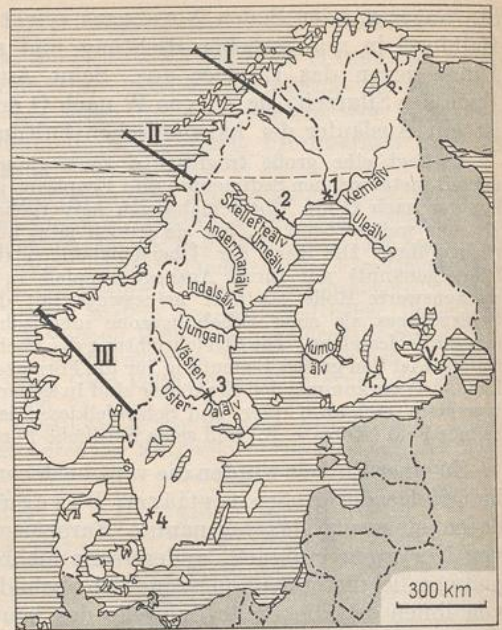 I
II
1
Kemiälv
2
Skellefteälv
Uleälv
Umeälv
Ångermanälv
Indalsälv
Ljungan
III
Kumo
älv
V.
Väster-
3
Öster-
Dalälv
4
300 km